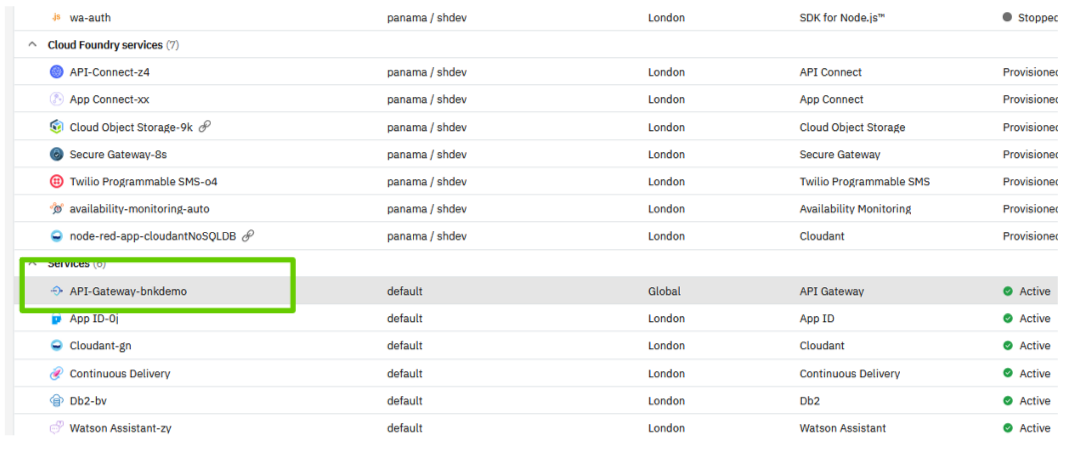 wa-auth panama / shdev London SDK for Node.js™ Stopped
Cloud Foundry services (7)
API-Connect-z4 panama / shdev London API Connect Provisioned
App Connect-xx panama / shdev London App Connect Provisioned
Cloud Object Storage-9k panama / shdev London Cloud Object Storage Provisioned
Secure Gateway-8s panama / shdev London Secure Gateway Provisioned
Twilio Programmable SMS-o4 panama / shdev London Twilio Programmable SMS Provisioned
availability-monitoring-auto panama / shdev London Availability Monitoring Provisioned
node-red-app-cloudantNoSQLDB panama / shdev London Cloudant Provisioned
Services (6)
API-Gateway-bnkdemo default Global API Gateway Active
App ID-0j default London App ID Active
Cloudant-gn default London Cloudant Active
Continuous Delivery default London Continuous Delivery Active
Db2-bv default London Db2 Active
Watson Assistant-zy default London Watson Assistant Active